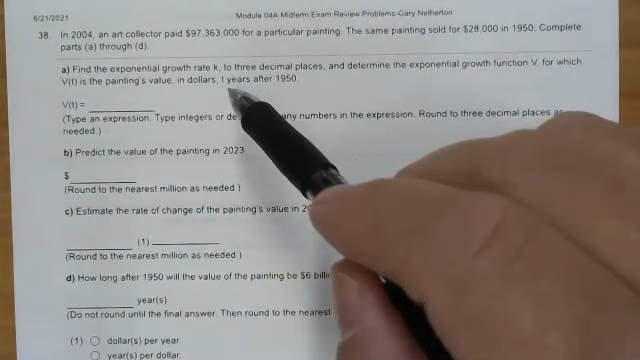 6/21/2021
Module 04A Midterm Exam Review Problems-Gary Netherton
38. In 2004, an art collector paid $97,363,000 for a particular painting. The same painting sold for $28,000 in 1950. Complete
parts (a) through (d).
a) Find the exponential growth rate k, to three decimal places, and determine the exponential growth function V, for which
V(t) is the painting's value, in dollars, t years after 1950.
V(t) =
(Type an expression. Type integers or de any numbers in the expression. Round to three decimal places as
needed.)
b) Predict the value of the painting in 2023
$
(Round to the nearest million as needed.)
c) Estimate the rate of change of the painting's value in
(1)
(Round to the nearest million as needed.)
d) How long after 1950 will the value of the painting be $6
year(s)
(Do not round until the final answer. Then round to the nearest
(1) dollar(s) per year.
year(s) per dollar.